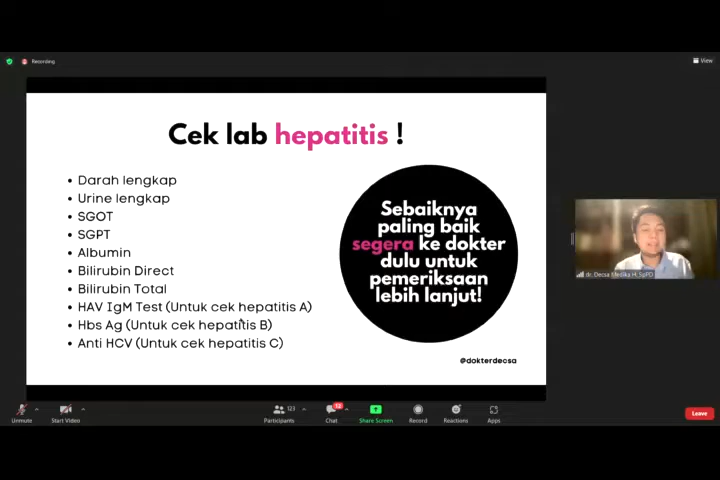 Recording
View
Cek lab hepatitis !
• Darah lengkap
• Urine lengkap
• SGOT
• SGPT
• Albumin
• Bilirubin Direct
• Bilirubin Total
• HAV IgM Test (Untuk cek hepatitis A)
• Hbs Ag (Untuk cek hepatitis B)
• Anti HCV (Untuk cek hepatitis C)
Sebaiknya
paling baik
segera ke dokter
dulu untuk
pemeriksaan
lebih lanjut!
@dokterdecsa
dr. Decsa Medika H, SpPD
Unmute
Start Video
123
Participants
Chat
Share Screen
Record
Reactions
Apps
Leave